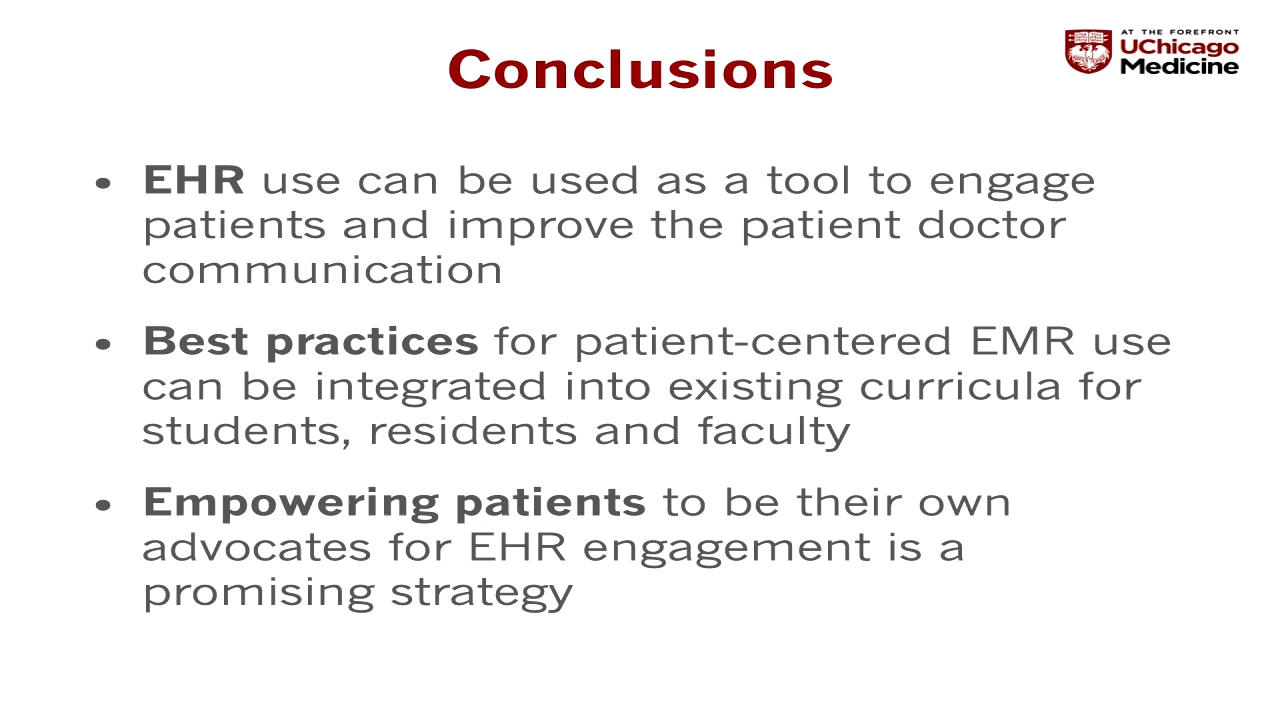 Conclusions
AT THE FOREFRONT
UChicago
Medicine
• EHR use can be used as a tool to engage
patients and improve the patient doctor
communication
• Best practices for patient-centered EMR use
can be integrated into existing curricula for
students, residents and faculty
• Empowering patients to be their own
advocates for EHR engagement is a
promising strategy